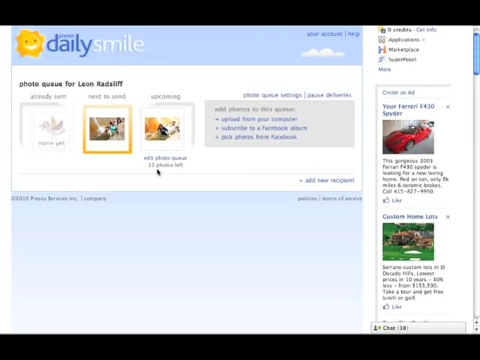 presto
dailysmile
your account | help
photo queue for Leon Radsliff
already sent
next to send
upcoming
photo queue settings | pause deliveries
none yet
edit photo queue
13 photos left
add photos to this queue:
+ upload from your computer
+ subscribe to a Facebook album
+ pick photos from Facebook
+ add new recipient
©2010 Presto Services Inc. | company
policies | terms of service
0 credits - Get Info
Applications
Marketplace
SuperPoke!
More
Create an Ad
Your Ferrari F430
Spyder
This gorgeous 2003
Ferrari F430 spyder is
looking for a new loving
home. Red on tan, only 8k
miles & ceramic brakes.
Call 415-827-9960.
Like
Custom Home Lots
Serrano custom lots in El
Dorado Hills. Lowest
prices in 10 years - 80%
less - from $153,500.
Take a tour and get free
lunch or golf.
Like
Chat (18)